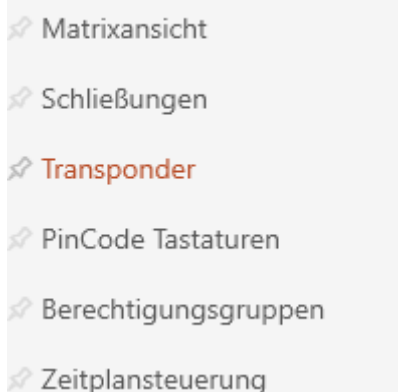 Matrixansicht
Schließungen
Transponder
PinCode Tastaturen
Berechtigungsgruppen
Zeitplansteuerung